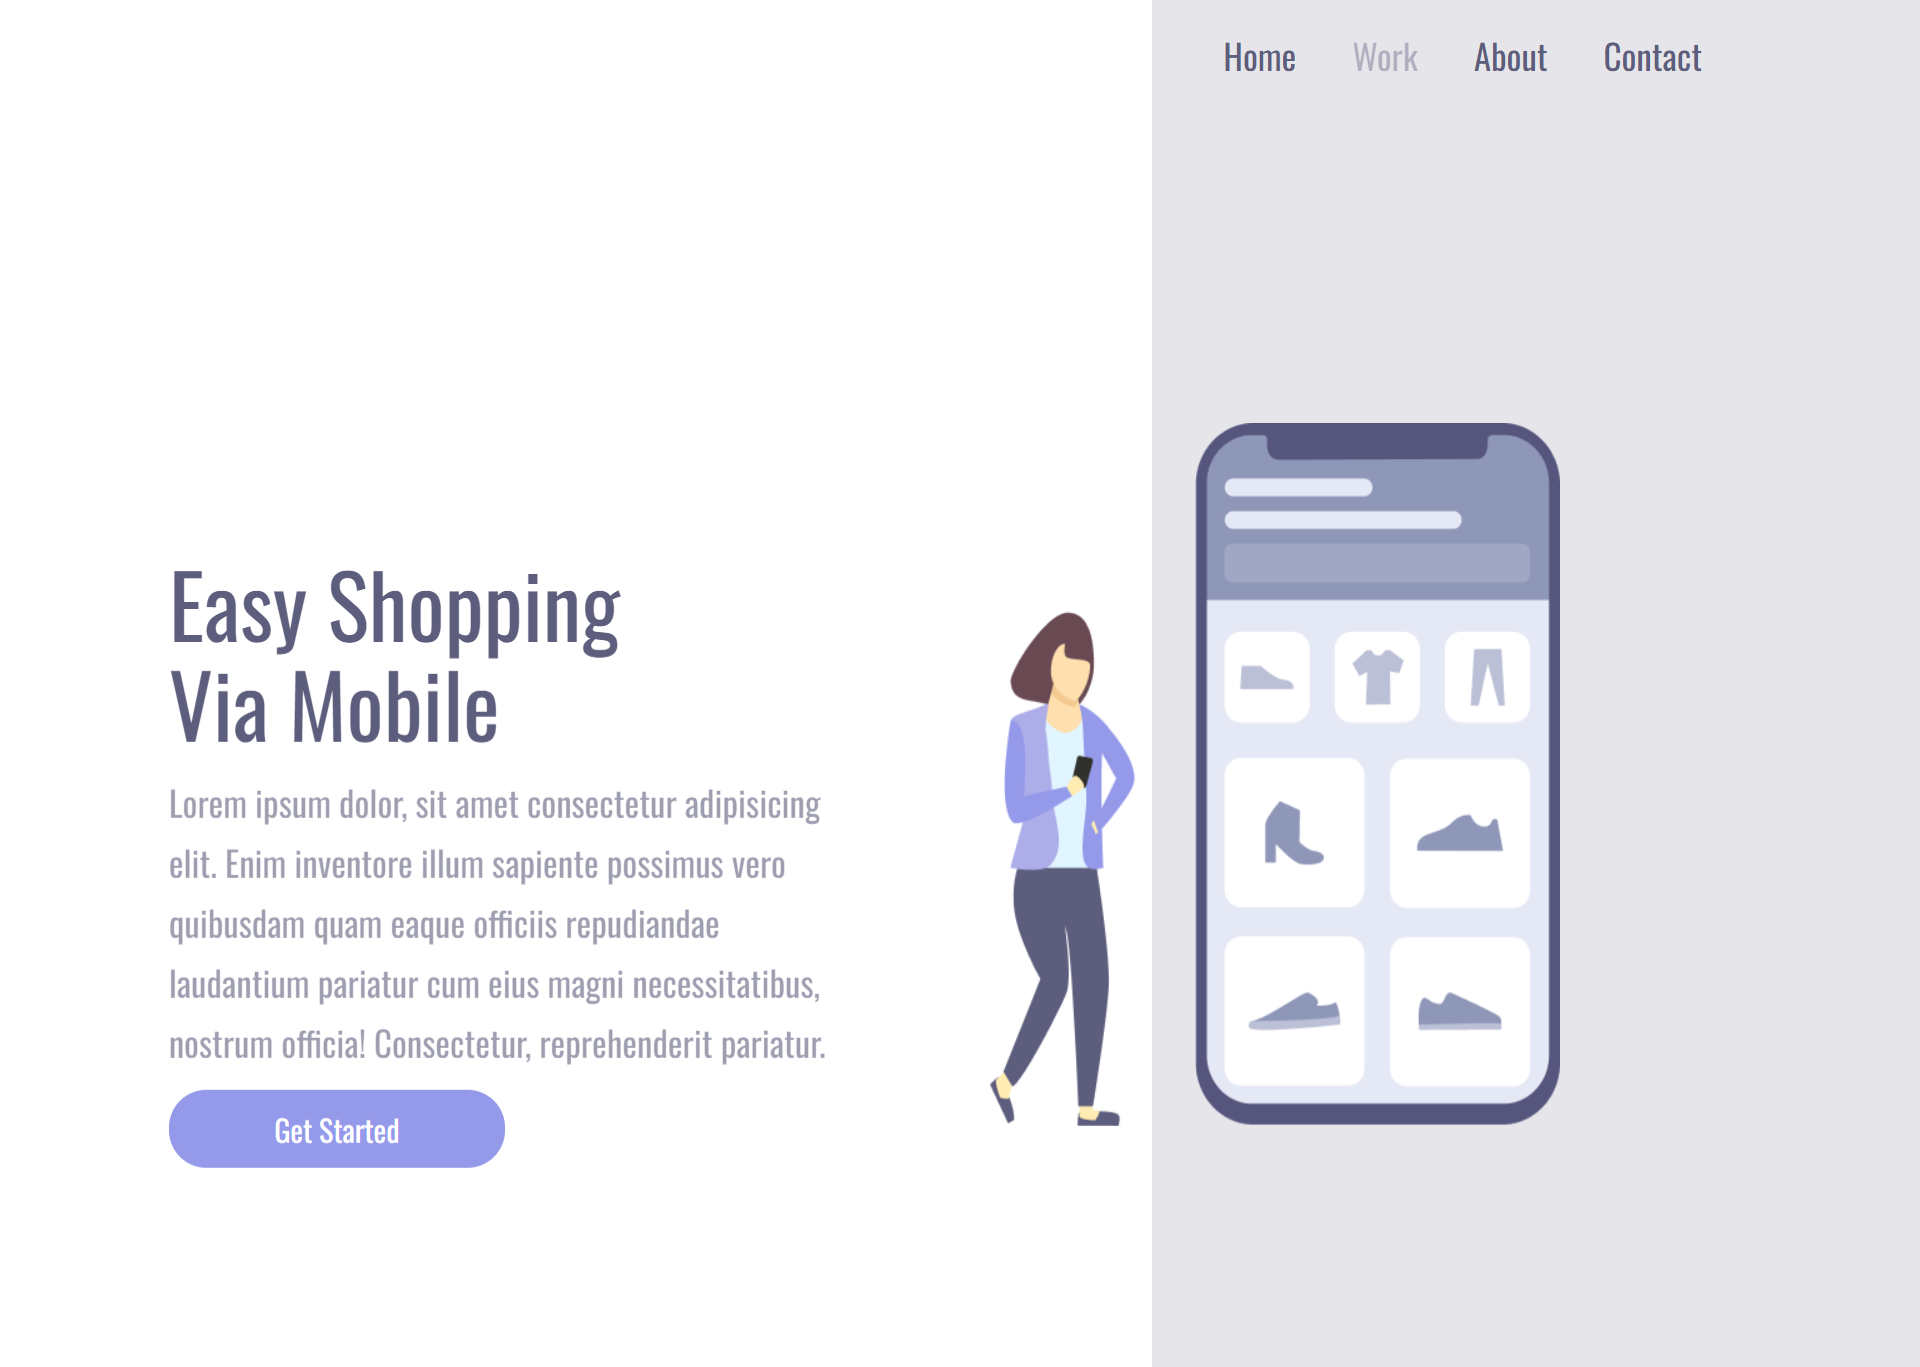 Home Work About Contact
Easy Shopping
Via Mobile
Lorem ipsum dolor, sit amet consectetur adipisicing
elit. Enim inventore illum sapiente possimus vero
quibusdam quam eaque officiis repudiandae
laudantium pariatur cum eius magni necessitatibus,
nostrum officia! Consectetur, reprehenderit pariatur.
Get Started